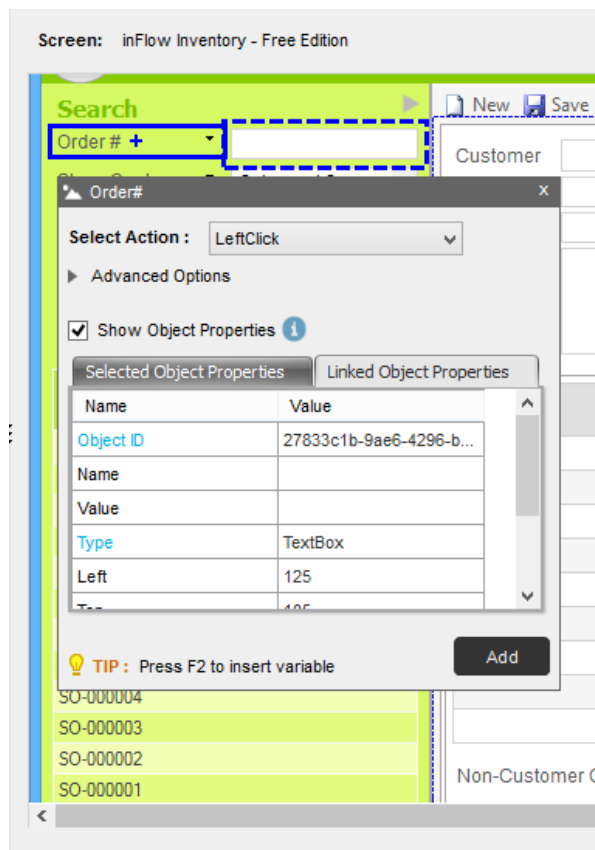 Screen: inFlow Inventory - Free Edition
Search
New Save
Order # +
Customer
Order#
x
Select Action : LeftClick
Advanced Options
Show Object Properties i
Selected Object Properties Linked Object Properties
Name Value
Object ID 27833c1b-9ae6-4296-b...
Name
Value
Type TextBox
Left 125
TIP : Press F2 to insert variable
Add
SO-000004
SO-000003
SO-000002
Non-Customer
SO-000001